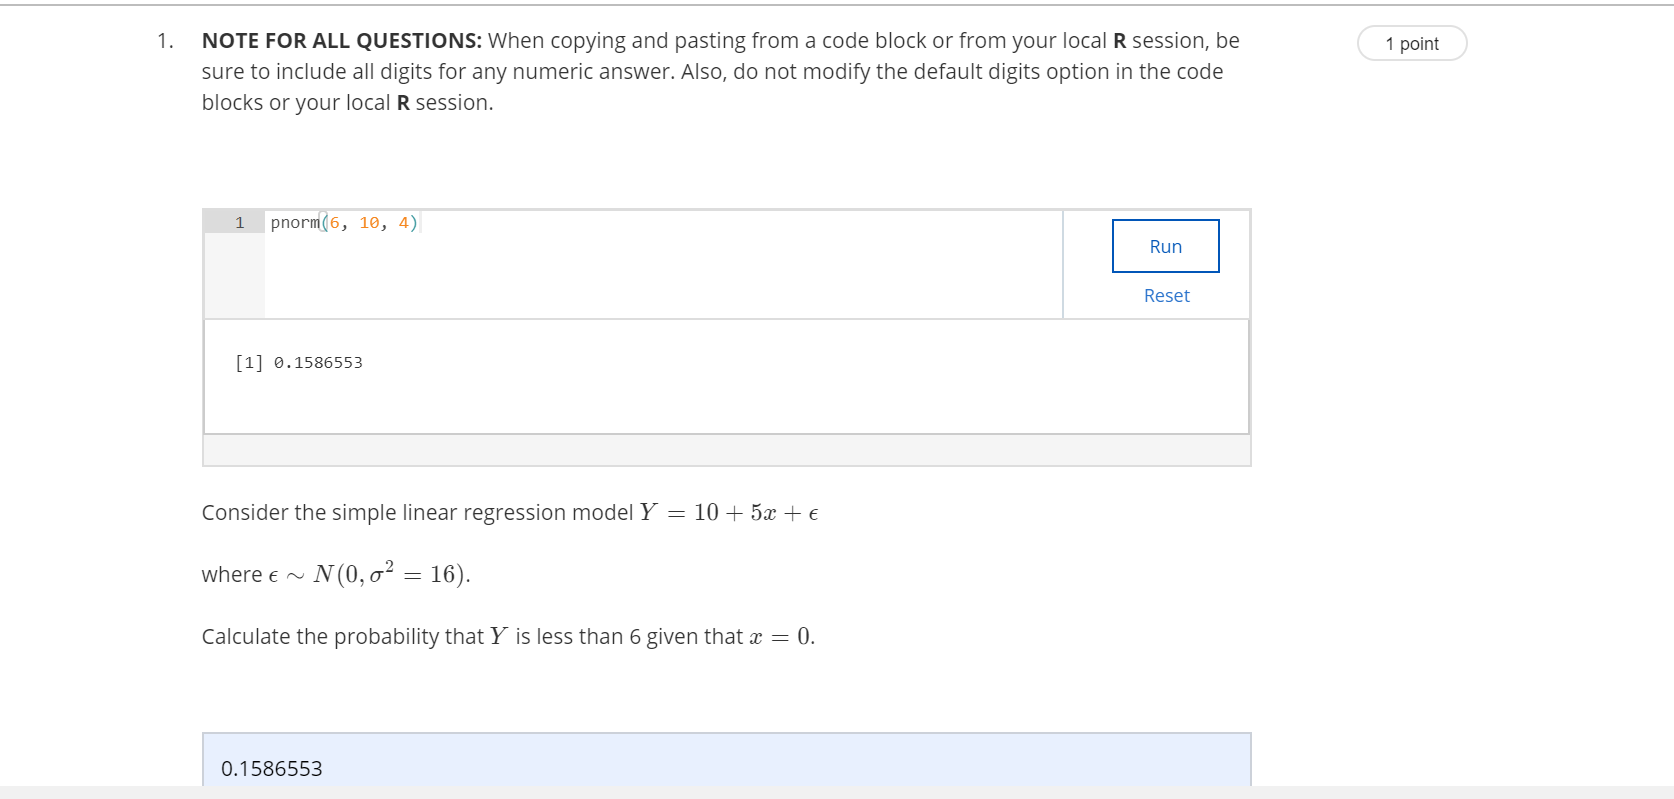 1. NOTE FOR ALL QUESTIONS: When copying and pasting from a code block or from your local R session, be
sure to include all digits for any numeric answer. Also, do not modify the default digits option in the code
blocks or your local R session.
1 point
1 pnorm(6, 10, 4)
Run
Reset
[1] 0.1586553
Consider the simple linear regression model Y = 10 + 5x + ϵ
where ϵ ∼ N(0, σ² = 16).
Calculate the probability that Y is less than 6 given that x = 0.
0.1586553